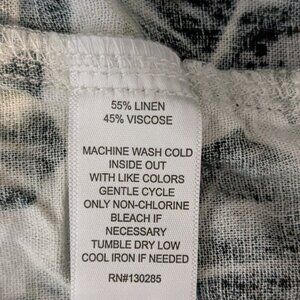 55% LINEN
45% VISCOSE
MACHINE WASH COLD
INSIDE OUT
WITH LIKE COLORS
GENTLE CYCLE
ONLY NON-CHLORINE
BLEACH IF
NECESSARY
TUMBLE DRY LOW
COOL IRON IF NEEDED
RN#130285